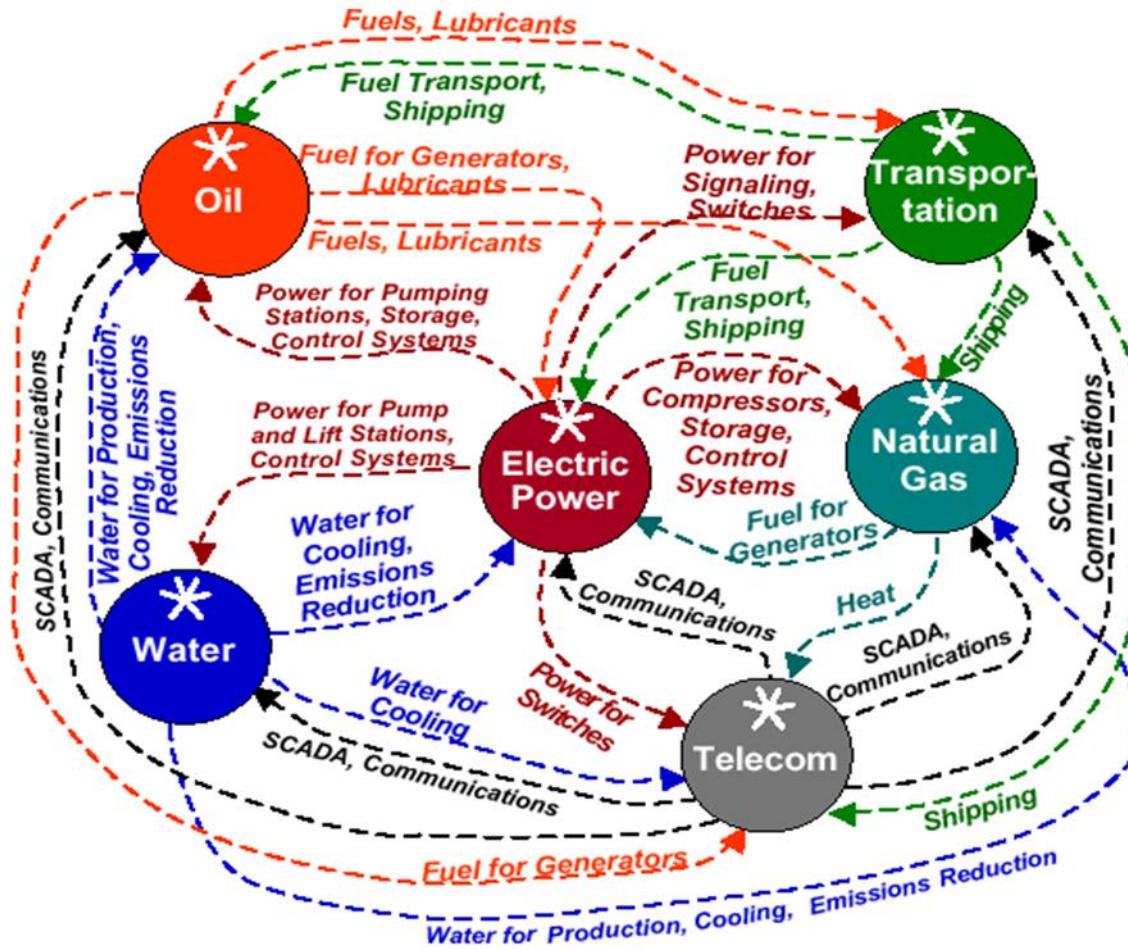 Fuels, Lubricants
Fuel Transport,
Shipping
Oil
Fuel for Generators,
Lubricants
Fuels, Lubricants
Power for
Signaling,
Switches
Transpor-
tation
Fuel
Transport,
Shipping
Shipping
Power for Pumping
Stations, Storage,
Control Systems
Power for
Compressors,
Storage,
Control
Systems
Natural
Gas
SCADA,
Communications
SCADA, Communications
Water for Production,
Cooling, Emissions
Reduction
Power for Pump
and Lift Stations,
Control Systems
Electric
Power
Fuel for
Generators
Water for
Cooling,
Emissions
Reduction
SCADA,
Communications
Heat
SCADA,
Communications
Water
Water for
Cooling
Power for
Switches
Telecom
SCADA, Communications
Shipping
Fuel for Generators
Water for Production, Cooling, Emissions Reduction